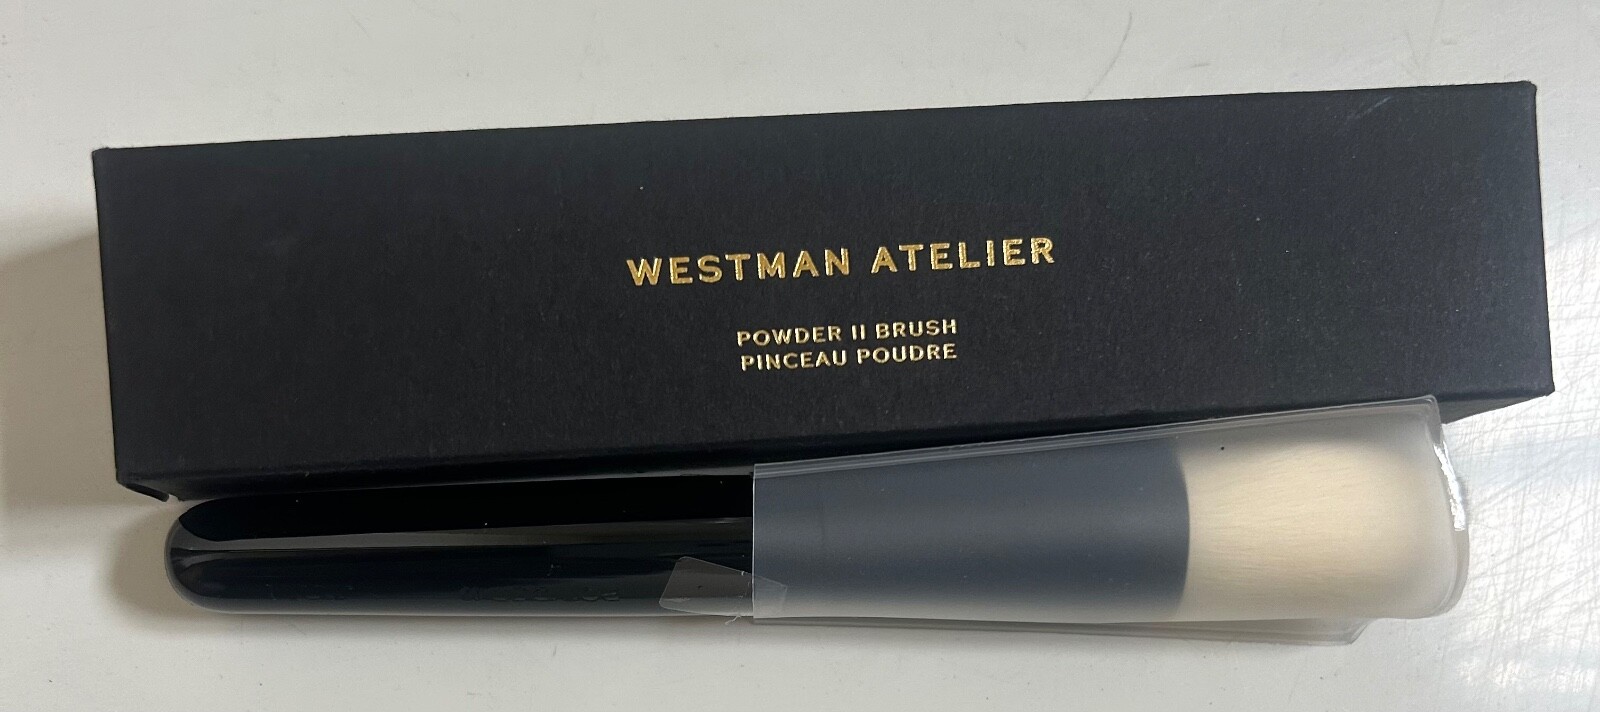 WESTMAN ATELIER
POWDER II BRUSH
PINCEAU POUDRE